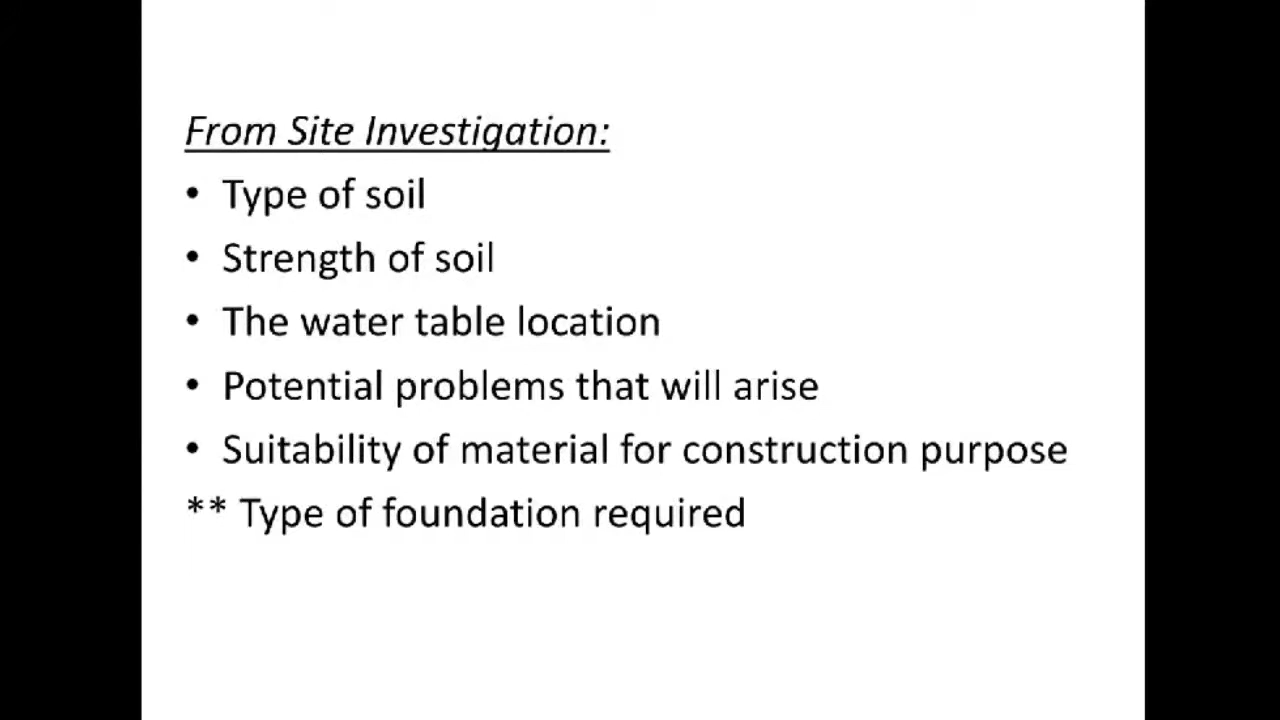 From Site Investigation:
• Type of soil
• Strength of soil
• The water table location
• Potential problems that will arise
• Suitability of material for construction purpose
** Type of foundation required